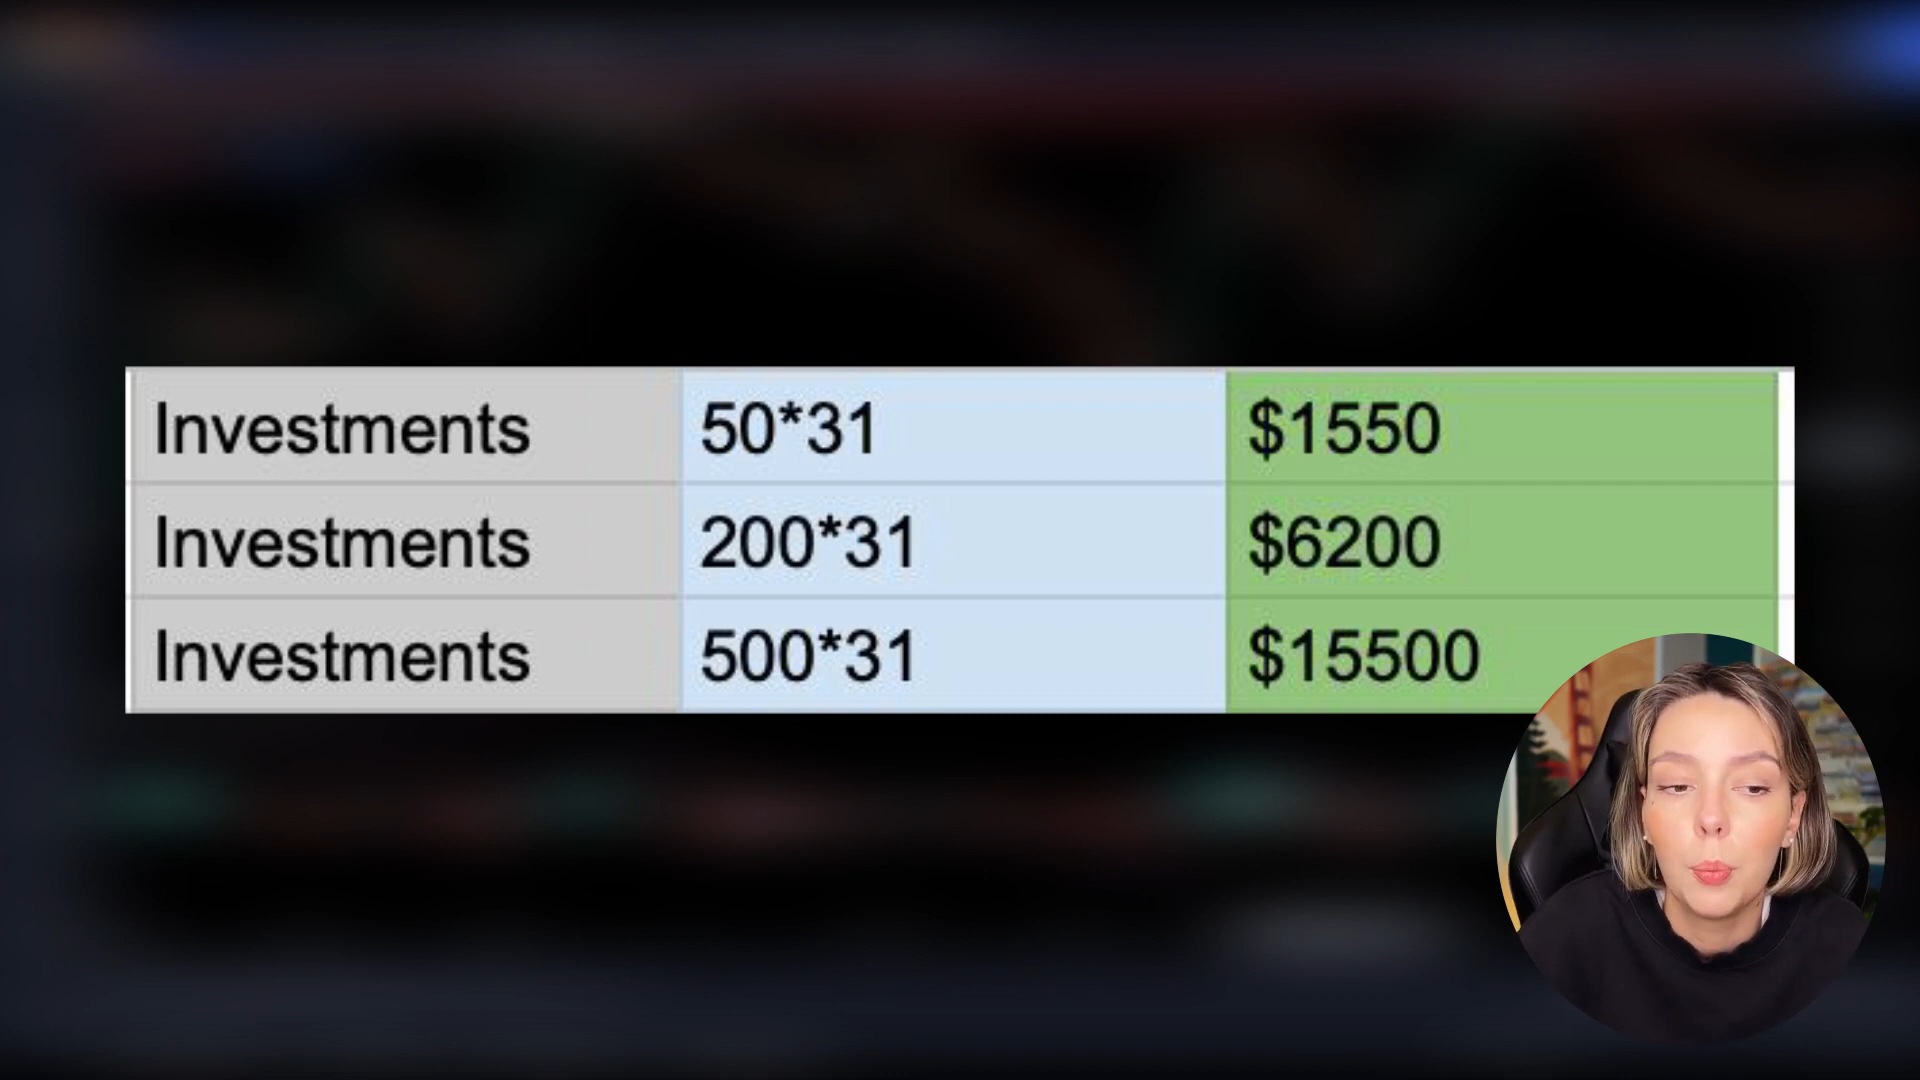 Investments 50*31 $1550
Investments 200*31 $6200
Investments 500*31 $15500